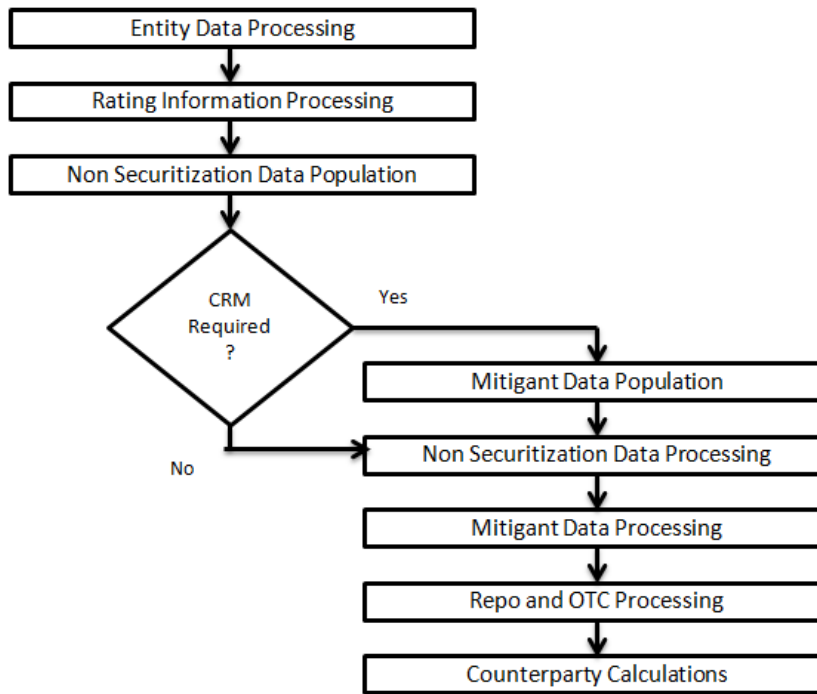 Entity Data Processing
Rating Information Processing
Non Securitization Data Population
CRM
Required
?
Yes
Mitigant Data Population
No
Non Securitization Data Processing
Mitigant Data Processing
Repo and OTC Processing
Counterparty Calculations